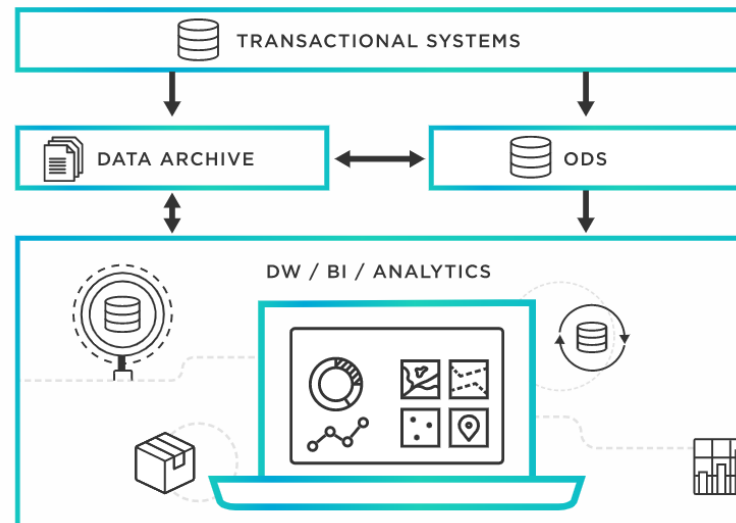 TRANSACTIONAL SYSTEMS
DATA ARCHIVE
ODS
DW / BI / ANALYTICS